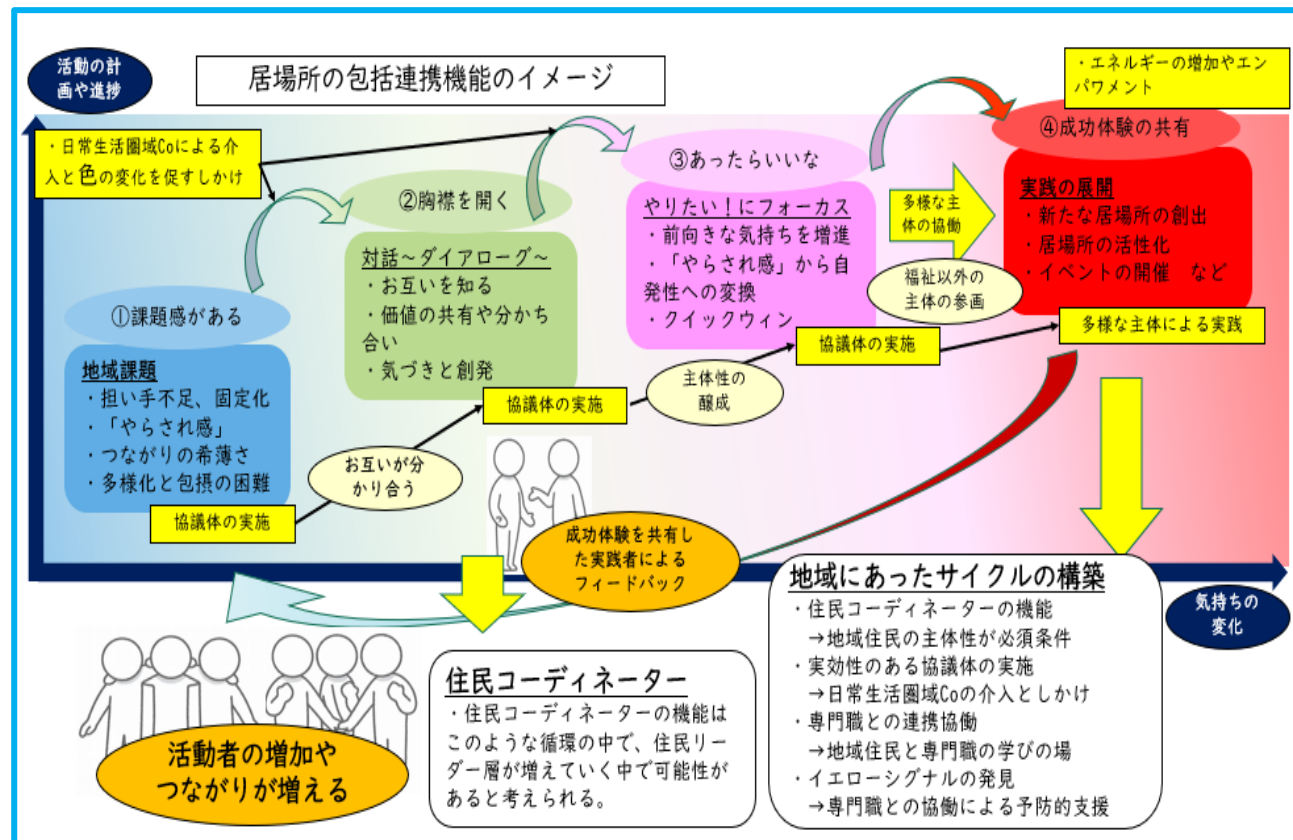 活動の計
画や進捗
居場所の包括連携機能のイメージ
・エネルギーの増加やエン
パワメント
・日常生活圏域Coによる介
入と色の変化を促すしかけ
①課題感がある
地域課題
・担い手不足、固定化
・「やらされ感」
・つながりの希薄さ
・多様化と包摂の困難
協議体の実施
お互いが分
かり合う
②胸襟を開く
対話～ダイアローグ～
・お互いを知る
・価値の共有や分かち
合い
・気づきと創発
協議体の実施
主体性の
醸成
③あったらいいな
やりたい！にフォーカス
・前向きな気持ちを増進
・「やらされ感」から自
発性への変換
・クイックウィン
協議体の実施
多様な主
体の協働
福祉以外の
主体の参画
④成功体験の共有
実践の展開
・新たな居場所の創出
・居場所の活性化
・イベントの開催　など
多様な主体による実践
成功体験を共有し
た実践者による
フィードバック
気持ちの
変化
活動者の増加や
つながりが増える
住民コーディネーター
・住民コーディネーターの機能は
このような循環の中で、住民リー
ダー層が増えていく中で可能性が
あると考えられる。
地域にあったサイクルの構築
・住民コーディネーターの機能
→地域住民の主体性が必須条件
・実効性のある協議体の実施
→日常生活圏域Coの介入としかけ
・専門職との連携協働
→地域住民と専門職の学びの場
・イエローシグナルの発見
→専門職との協働による予防的支援